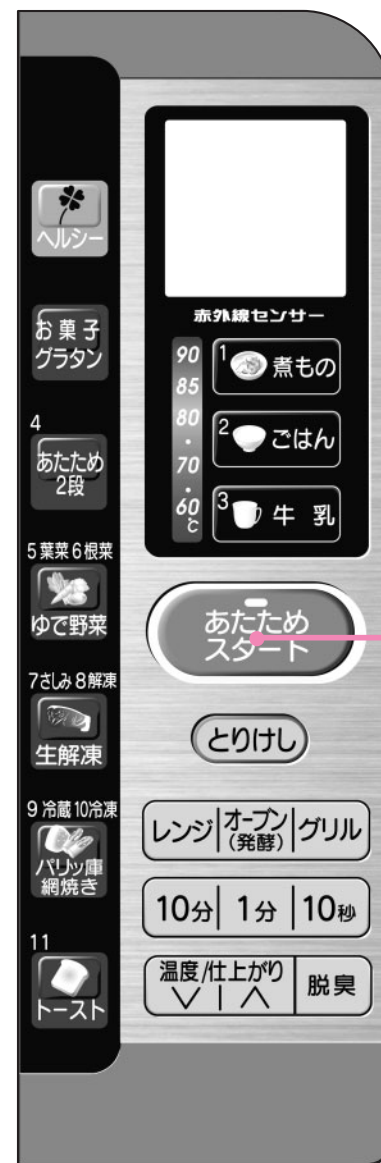 ヘルシー
お菓子
グラタン
4
あたため
2段
5葉菜6根菜
ゆで野菜
7さしみ8解凍
生解凍
9冷蔵10冷凍
パリッ庫
網焼き
11
トースト
赤外線センサー
90
85
80
・
70
・
60
℃
1 煮もの
2 ごはん
3 牛乳
あたため
スタート
とりけし
レンジ オーブン(発酵) グリル
10分 1分 10秒
温度/仕上がり 脱臭